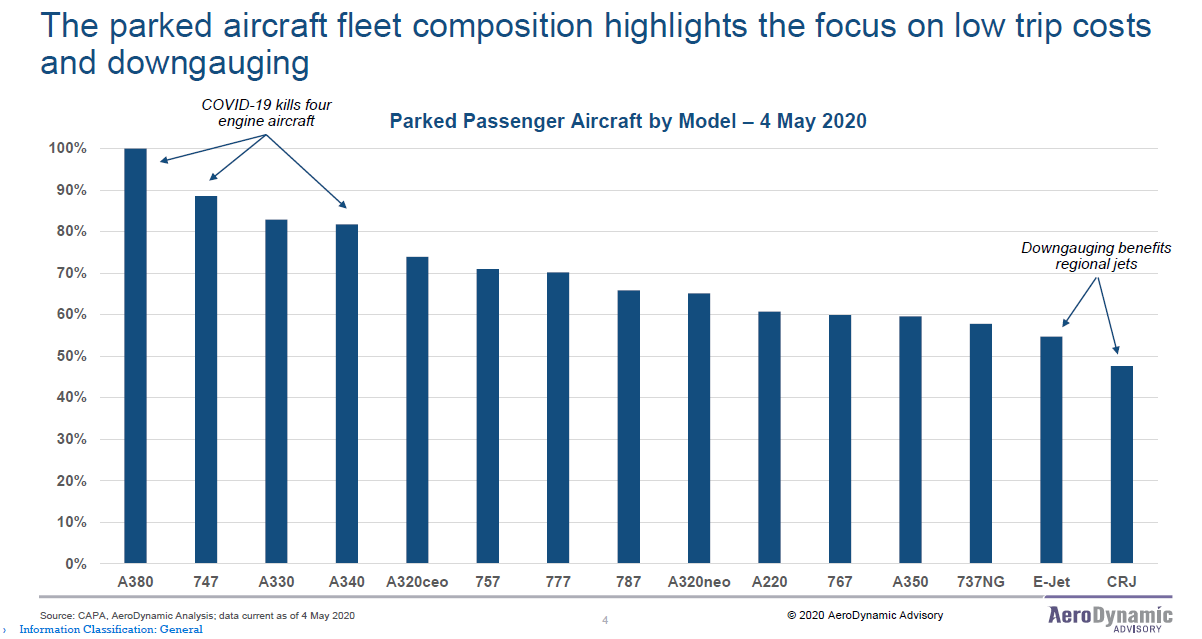 The parked aircraft fleet composition highlights the focus on low trip costs
and downgauging
COVID-19 kills four
engine aircraft
Parked Passenger Aircraft by Model – 4 May 2020
100%
90%
80%
70%
60%
50%
40%
30%
20%
10%
0%
Downgauging benefits
regional jets
A380 747 A330 A340 A320ceo 757 777 787 A320neo A220 767 A350 737NG E-Jet CRJ
Source: CAPA, AeroDynamic Analysis; data current as of 4 May 2020
4
© 2020 AeroDynamic Advisory
AeroDynamic
ADVISORY
› Information Classification: General